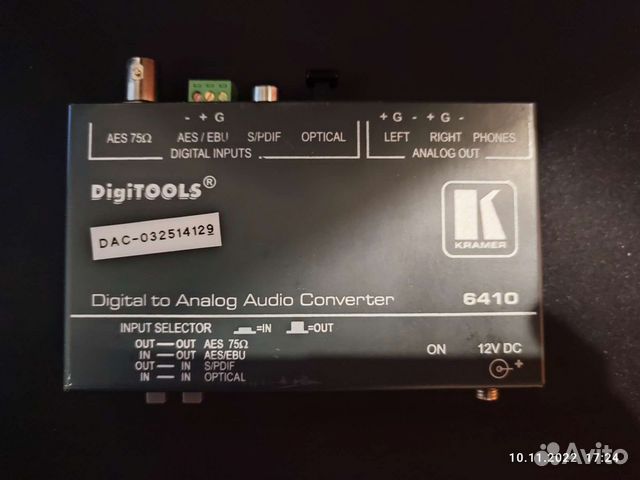 - + G
+ G - + G -
AES 75Ω AES / EBU S/PDIF OPTICAL
LEFT RIGHT PHONES
DIGITAL INPUTS
ANALOG OUT
DigiTOOLS®
DAC-032514129
K
KRAMER
Digital to Analog Audio Converter
6410
INPUT SELECTOR =IN =OUT
OUT — OUT AES 75Ω
IN — OUT AES/EBU
OUT — IN S/PDIF
IN — IN OPTICAL
ON 12V DC
+
10.11.2022 17:24
Avito